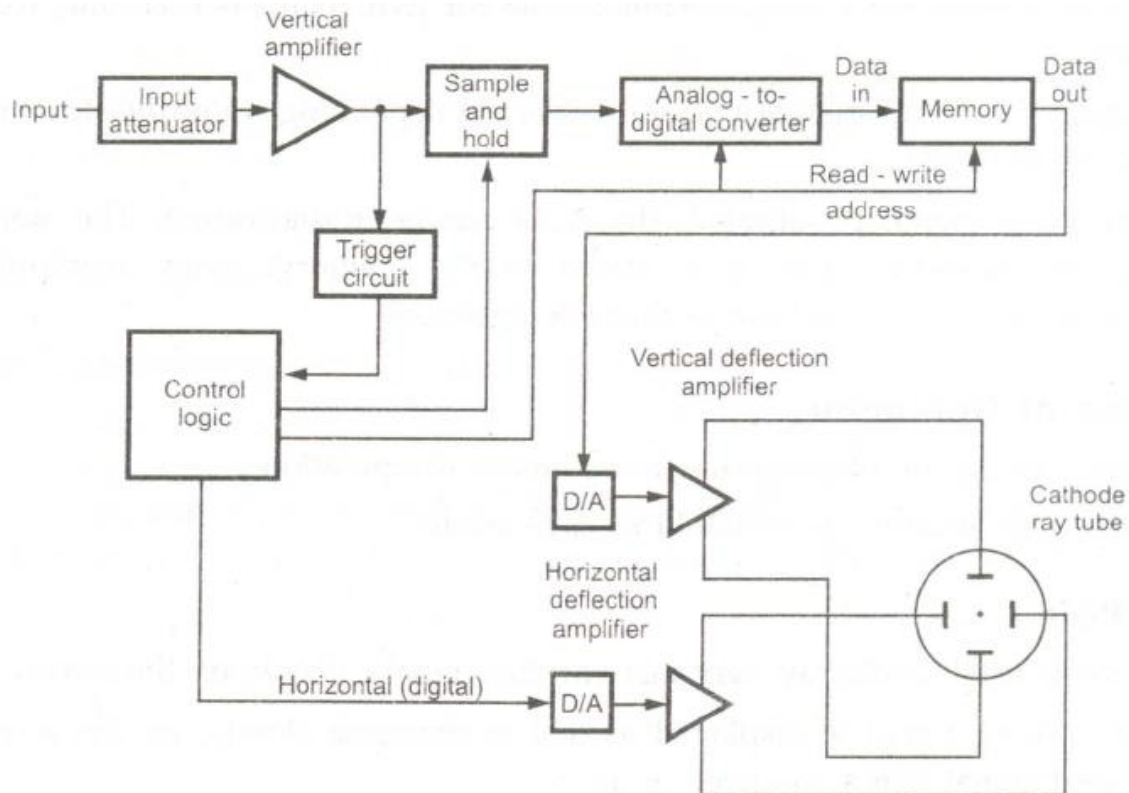 Vertical
amplifier
Input
Input
attenuator
Sample
and
hold
Analog - to-
digital converter
Data
in
Memory
Data
out
Read - write
address
Trigger
circuit
Control
logic
Vertical deflection
amplifier
D/A
Cathode
ray tube
Horizontal
deflection
amplifier
Horizontal (digital)
D/A